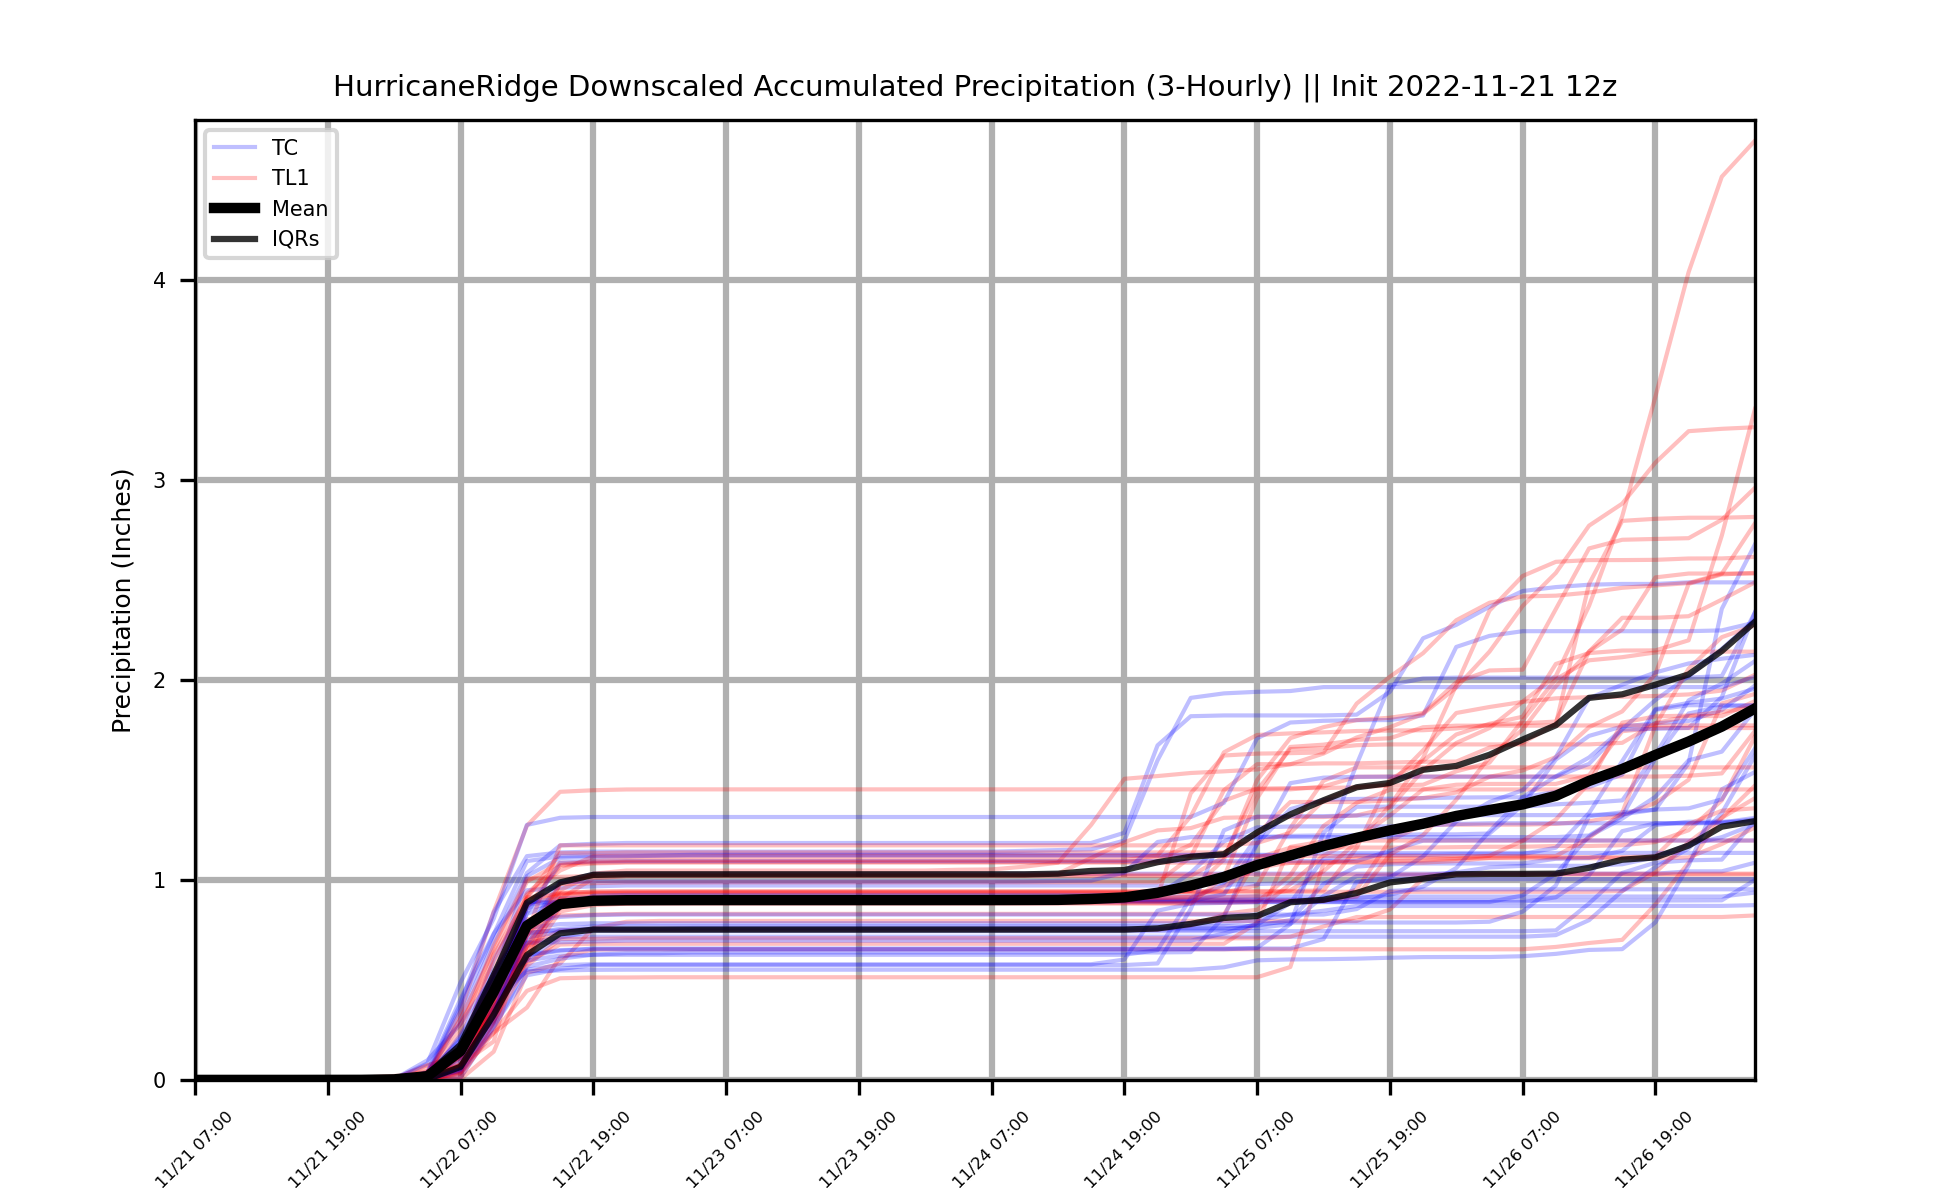 HurricaneRidge Downscaled Accumulated Precipitation (3-Hourly) || Init 2022-11-21 12z
TC
TL1
Mean
IQRs
Precipitation (Inches)
4
3
2
1
0
11/21 07:00
11/21 19:00
11/22 07:00
11/22 19:00
11/23 07:00
11/23 19:00
11/24 07:00
11/24 19:00
11/25 07:00
11/25 19:00
11/26 07:00
11/26 19:00